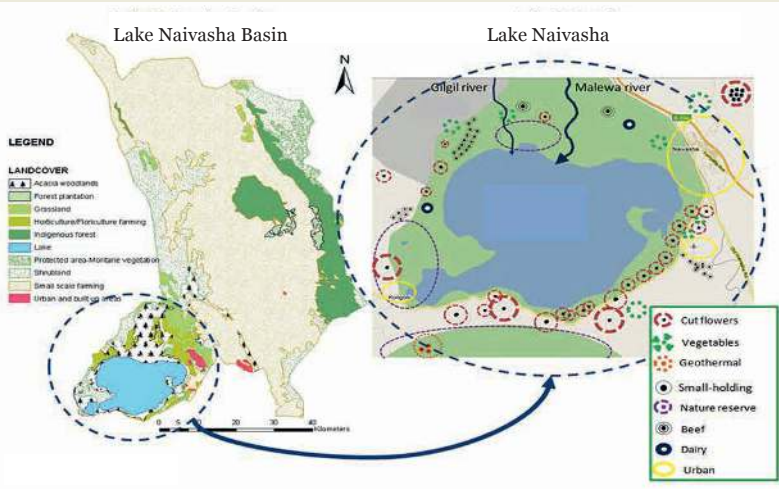 Lake Naivasha Basin
Lake Naivasha
N
LEGEND
LANDCOVER
Acacia woodlands
Forest plantation
Grassland
Horticulture/Floriculture farming
Indigenous forest
Lake
Protected area-Montane vegetation
Shrubland
Small scale farming
Urban and built up areas
0 5 10 20 30 40
Kilometers
Gilgil river
Malewa river
Naivasha
Cut flowers
Vegetables
Geothermal
Small-holding
Nature reserve
Beef
Dairy
Urban